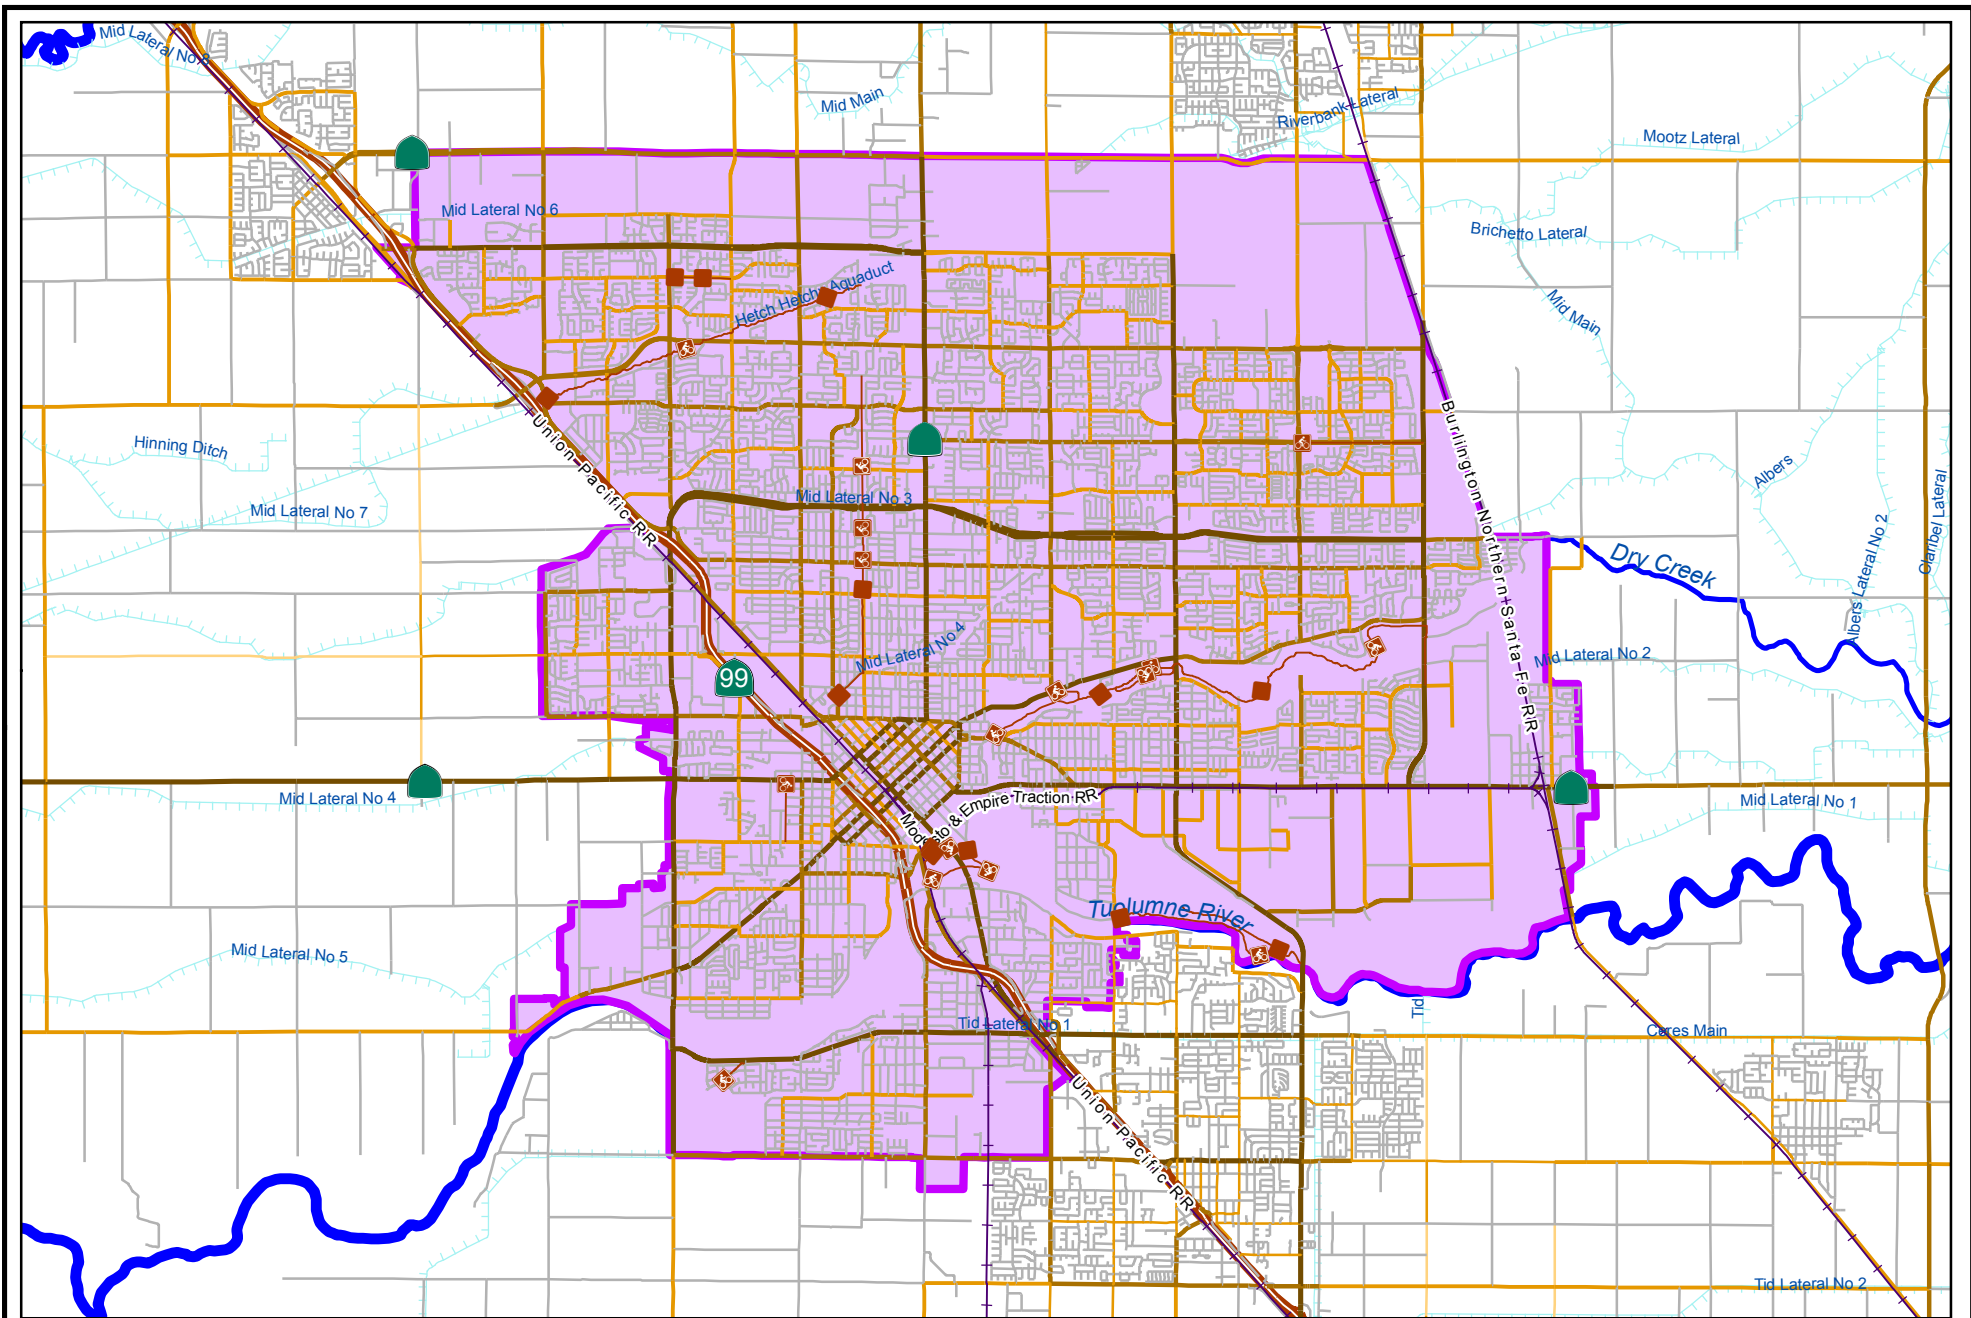 Mid Lateral No 8
Mid Main
Riverbank Lateral
Mootz Lateral
Mid Lateral No 6
Brichetto Lateral
Hetch Hetchy Aquaduct
Mid Main
Union Pacific RR
Burlington Northern Santa Fe RR
Hinning Ditch
Albers
Mid Lateral No 3
Mid Lateral No 7
Claribel Lateral
Albers Lateral No 2
Dry Creek
Mid Lateral No 4
Mid Lateral No 2
99
Mid Lateral No 4
Modesto & Empire Traction RR
Mid Lateral No 1
Tuolumne River
Mid Lateral No 5
Tid
Tid Lateral No 1
Ceres Main
Union Pacific RR
Tid Lateral No 2